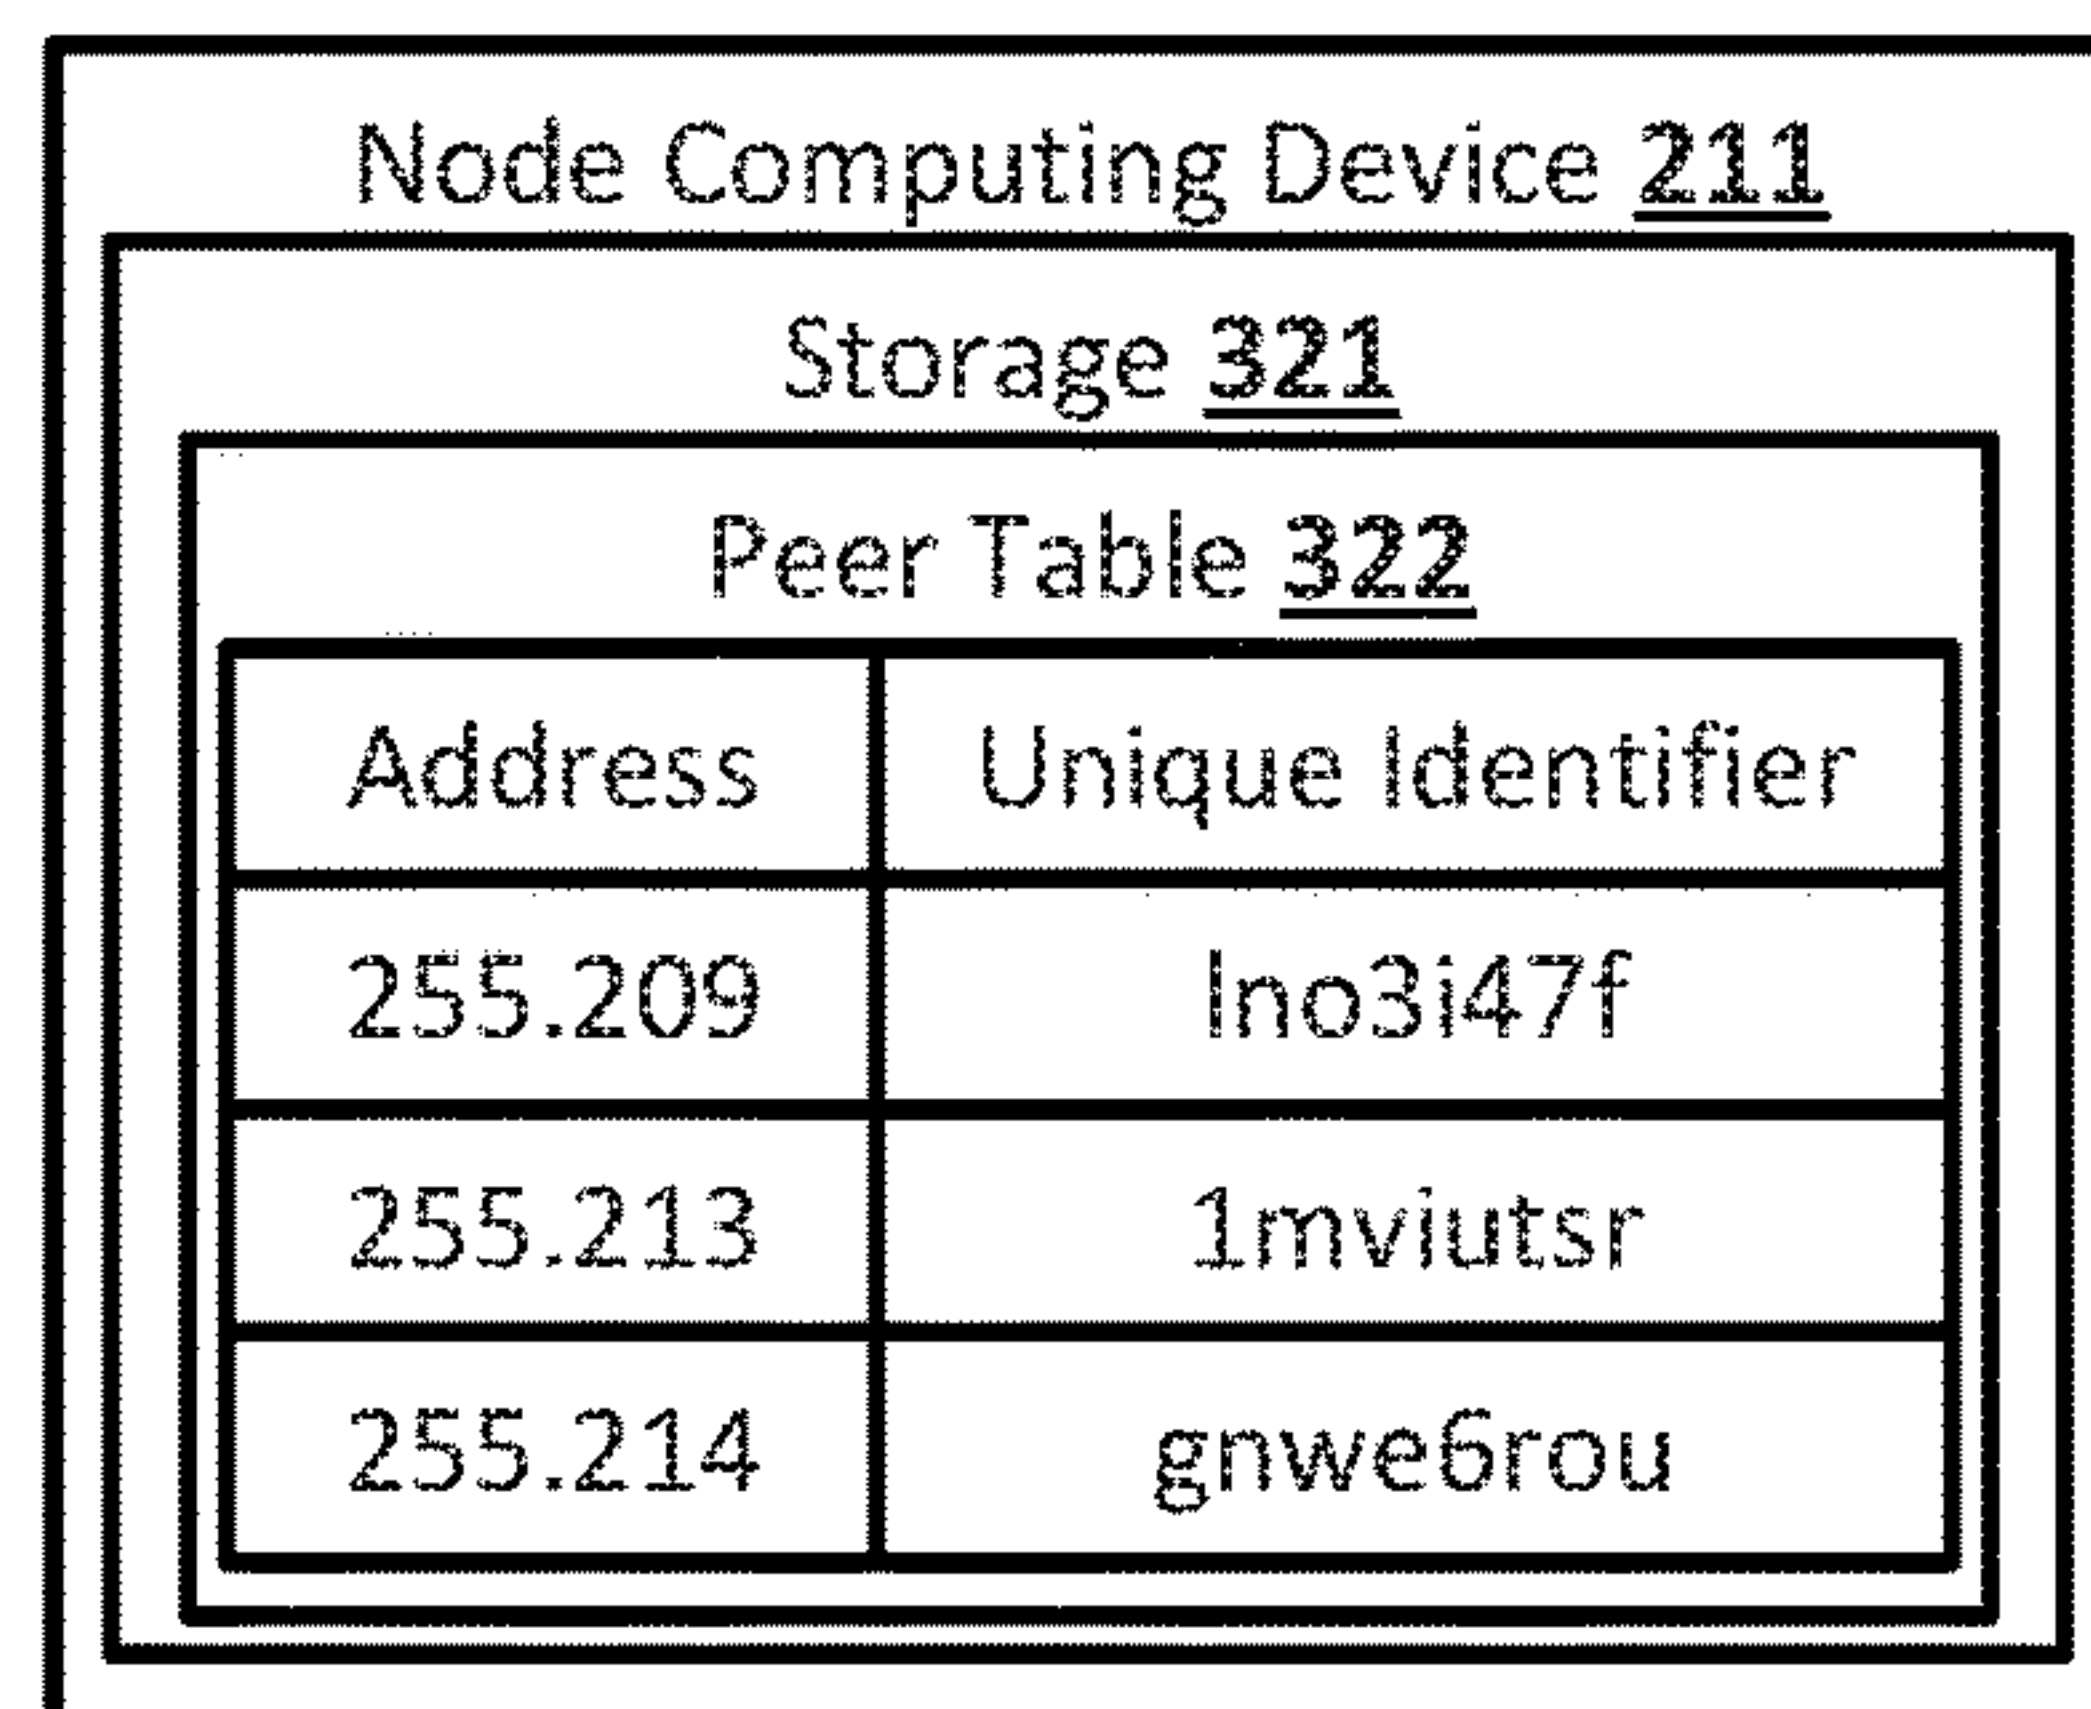 Node Computing Device 211
Storage 321
Peer Table 322
Address Unique Identifier
255.209 lno3i47f
255.213 1mviutsr
255.214 gnwe6rou